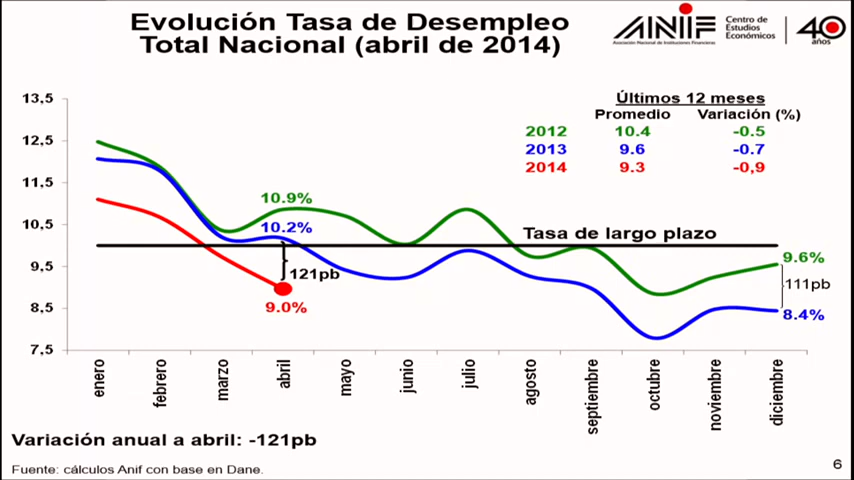 Evolución Tasa de Desempleo
Total Nacional (abril de 2014)
ANIF
Asociación Nacional de Instituciones Financieras
Centro de
Estudios
Económicos
40
años
Últimos 12 meses
Promedio Variación (%)
2012 10.4 -0.5
2013 9.6 -0.7
2014 9.3 -0,9
13,5
12,5
11,5
10,5
9,5
8,5
7,5
10.9%
10.2%
121pb
9.0%
Tasa de largo plazo
9.6%
111pb
8.4%
enero
febrero
marzo
abril
mayo
junio
julio
agosto
septiembre
octubre
noviembre
diciembre
Variación anual a abril: -121pb
Fuente: cálculos Anif con base en Dane.
6